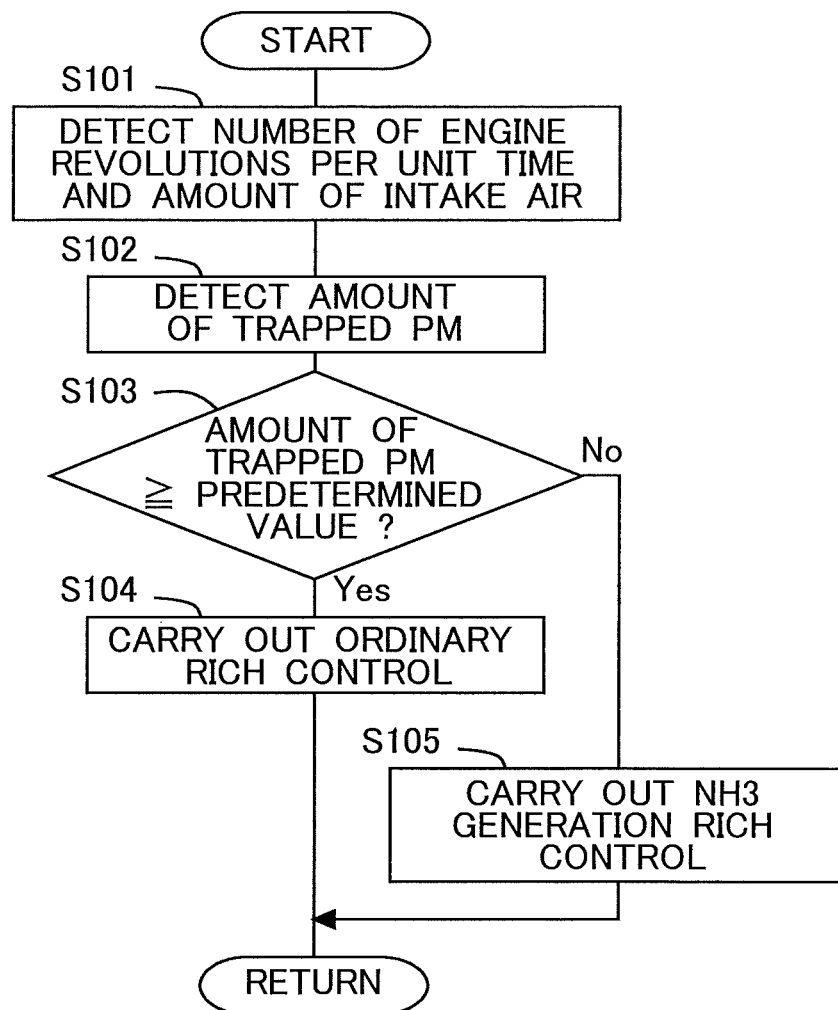 START
S101
DETECT NUMBER OF ENGINE
REVOLUTIONS PER UNIT TIME
AND AMOUNT OF INTAKE AIR
S102
DETECT AMOUNT
OF TRAPPED PM
S103
AMOUNT OF
TRAPPED PM
≧ PREDETERMINED
VALUE ?
No
Yes
S104
CARRY OUT ORDINARY
RICH CONTROL
S105
CARRY OUT NH3
GENERATION RICH
CONTROL
RETURN